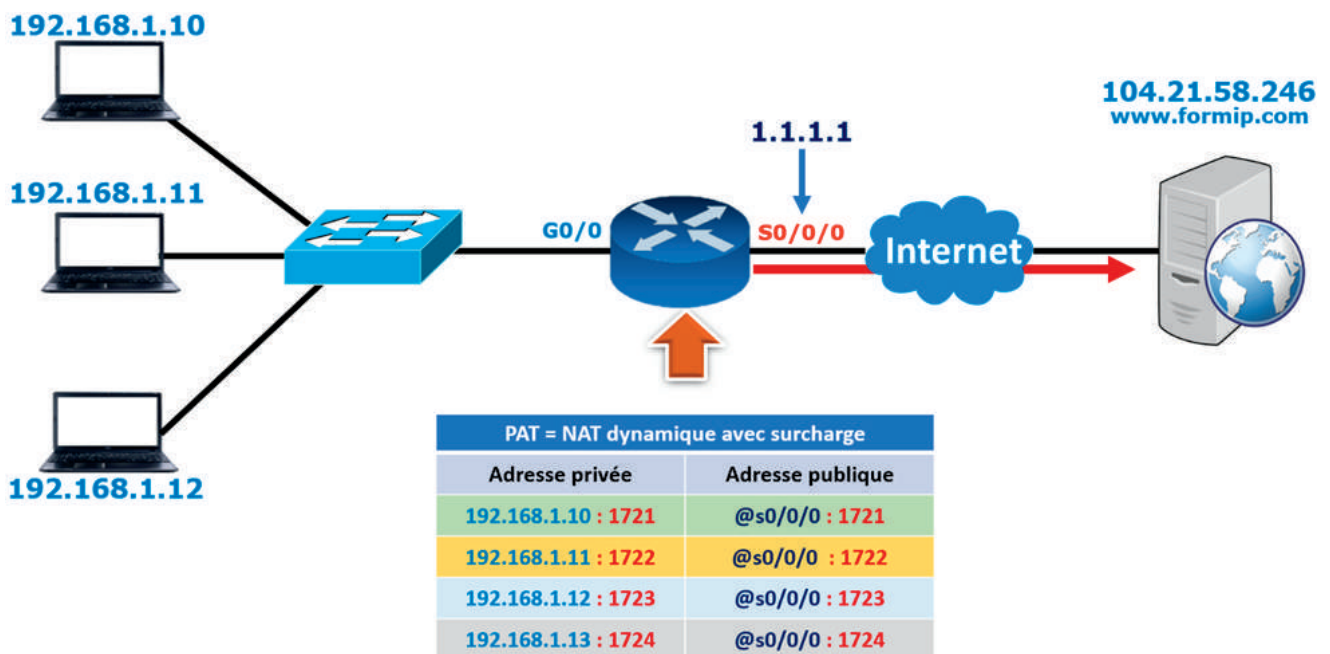 192.168.1.10
192.168.1.11
192.168.1.12
G0/0
1.1.1.1
S0/0/0
Internet
104.21.58.246
www.formip.com
PAT = NAT dynamique avec surcharge
Adresse privée Adresse publique
192.168.1.10 : 1721 @s0/0/0 : 1721
192.168.1.11 : 1722 @s0/0/0 : 1722
192.168.1.12 : 1723 @s0/0/0 : 1723
192.168.1.13 : 1724 @s0/0/0 : 1724